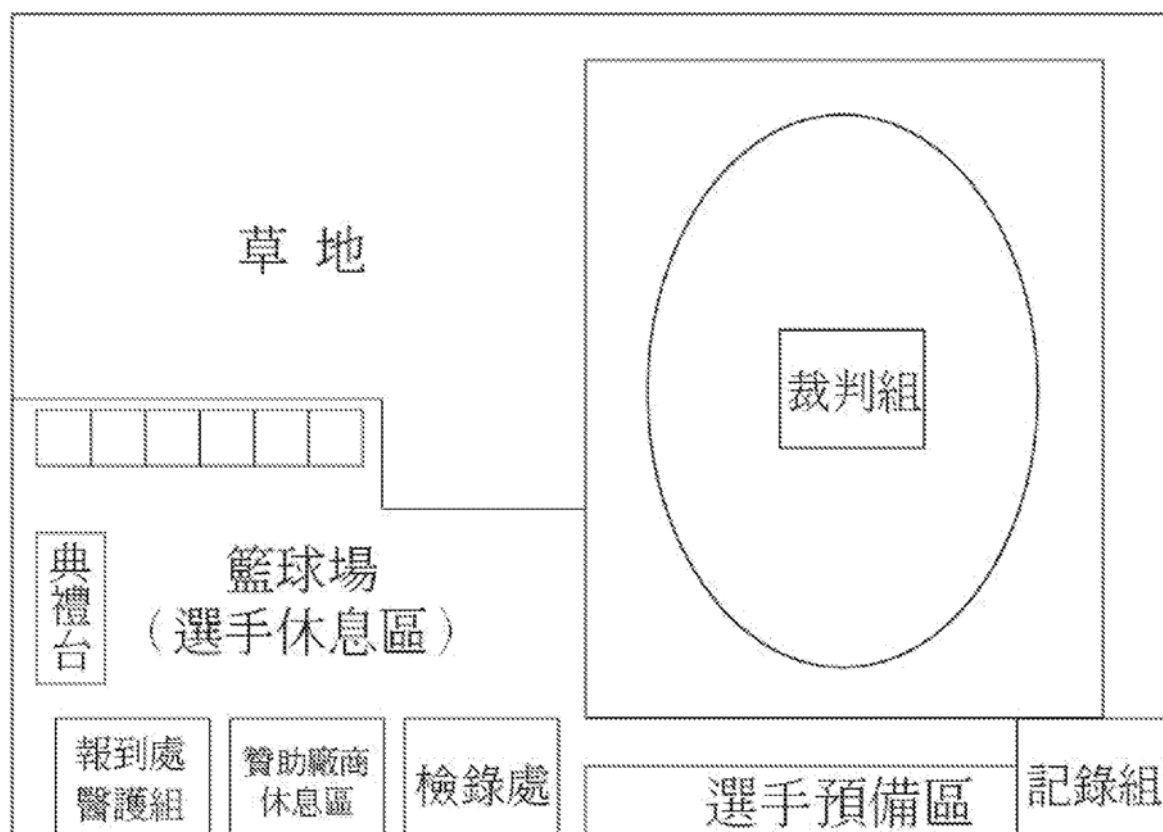 草地
裁判組
典禮台
籃球場
（選手休息區）
報到處
醫護組
贊助廠商
休息區
檢錄處
選手預備區
記錄組